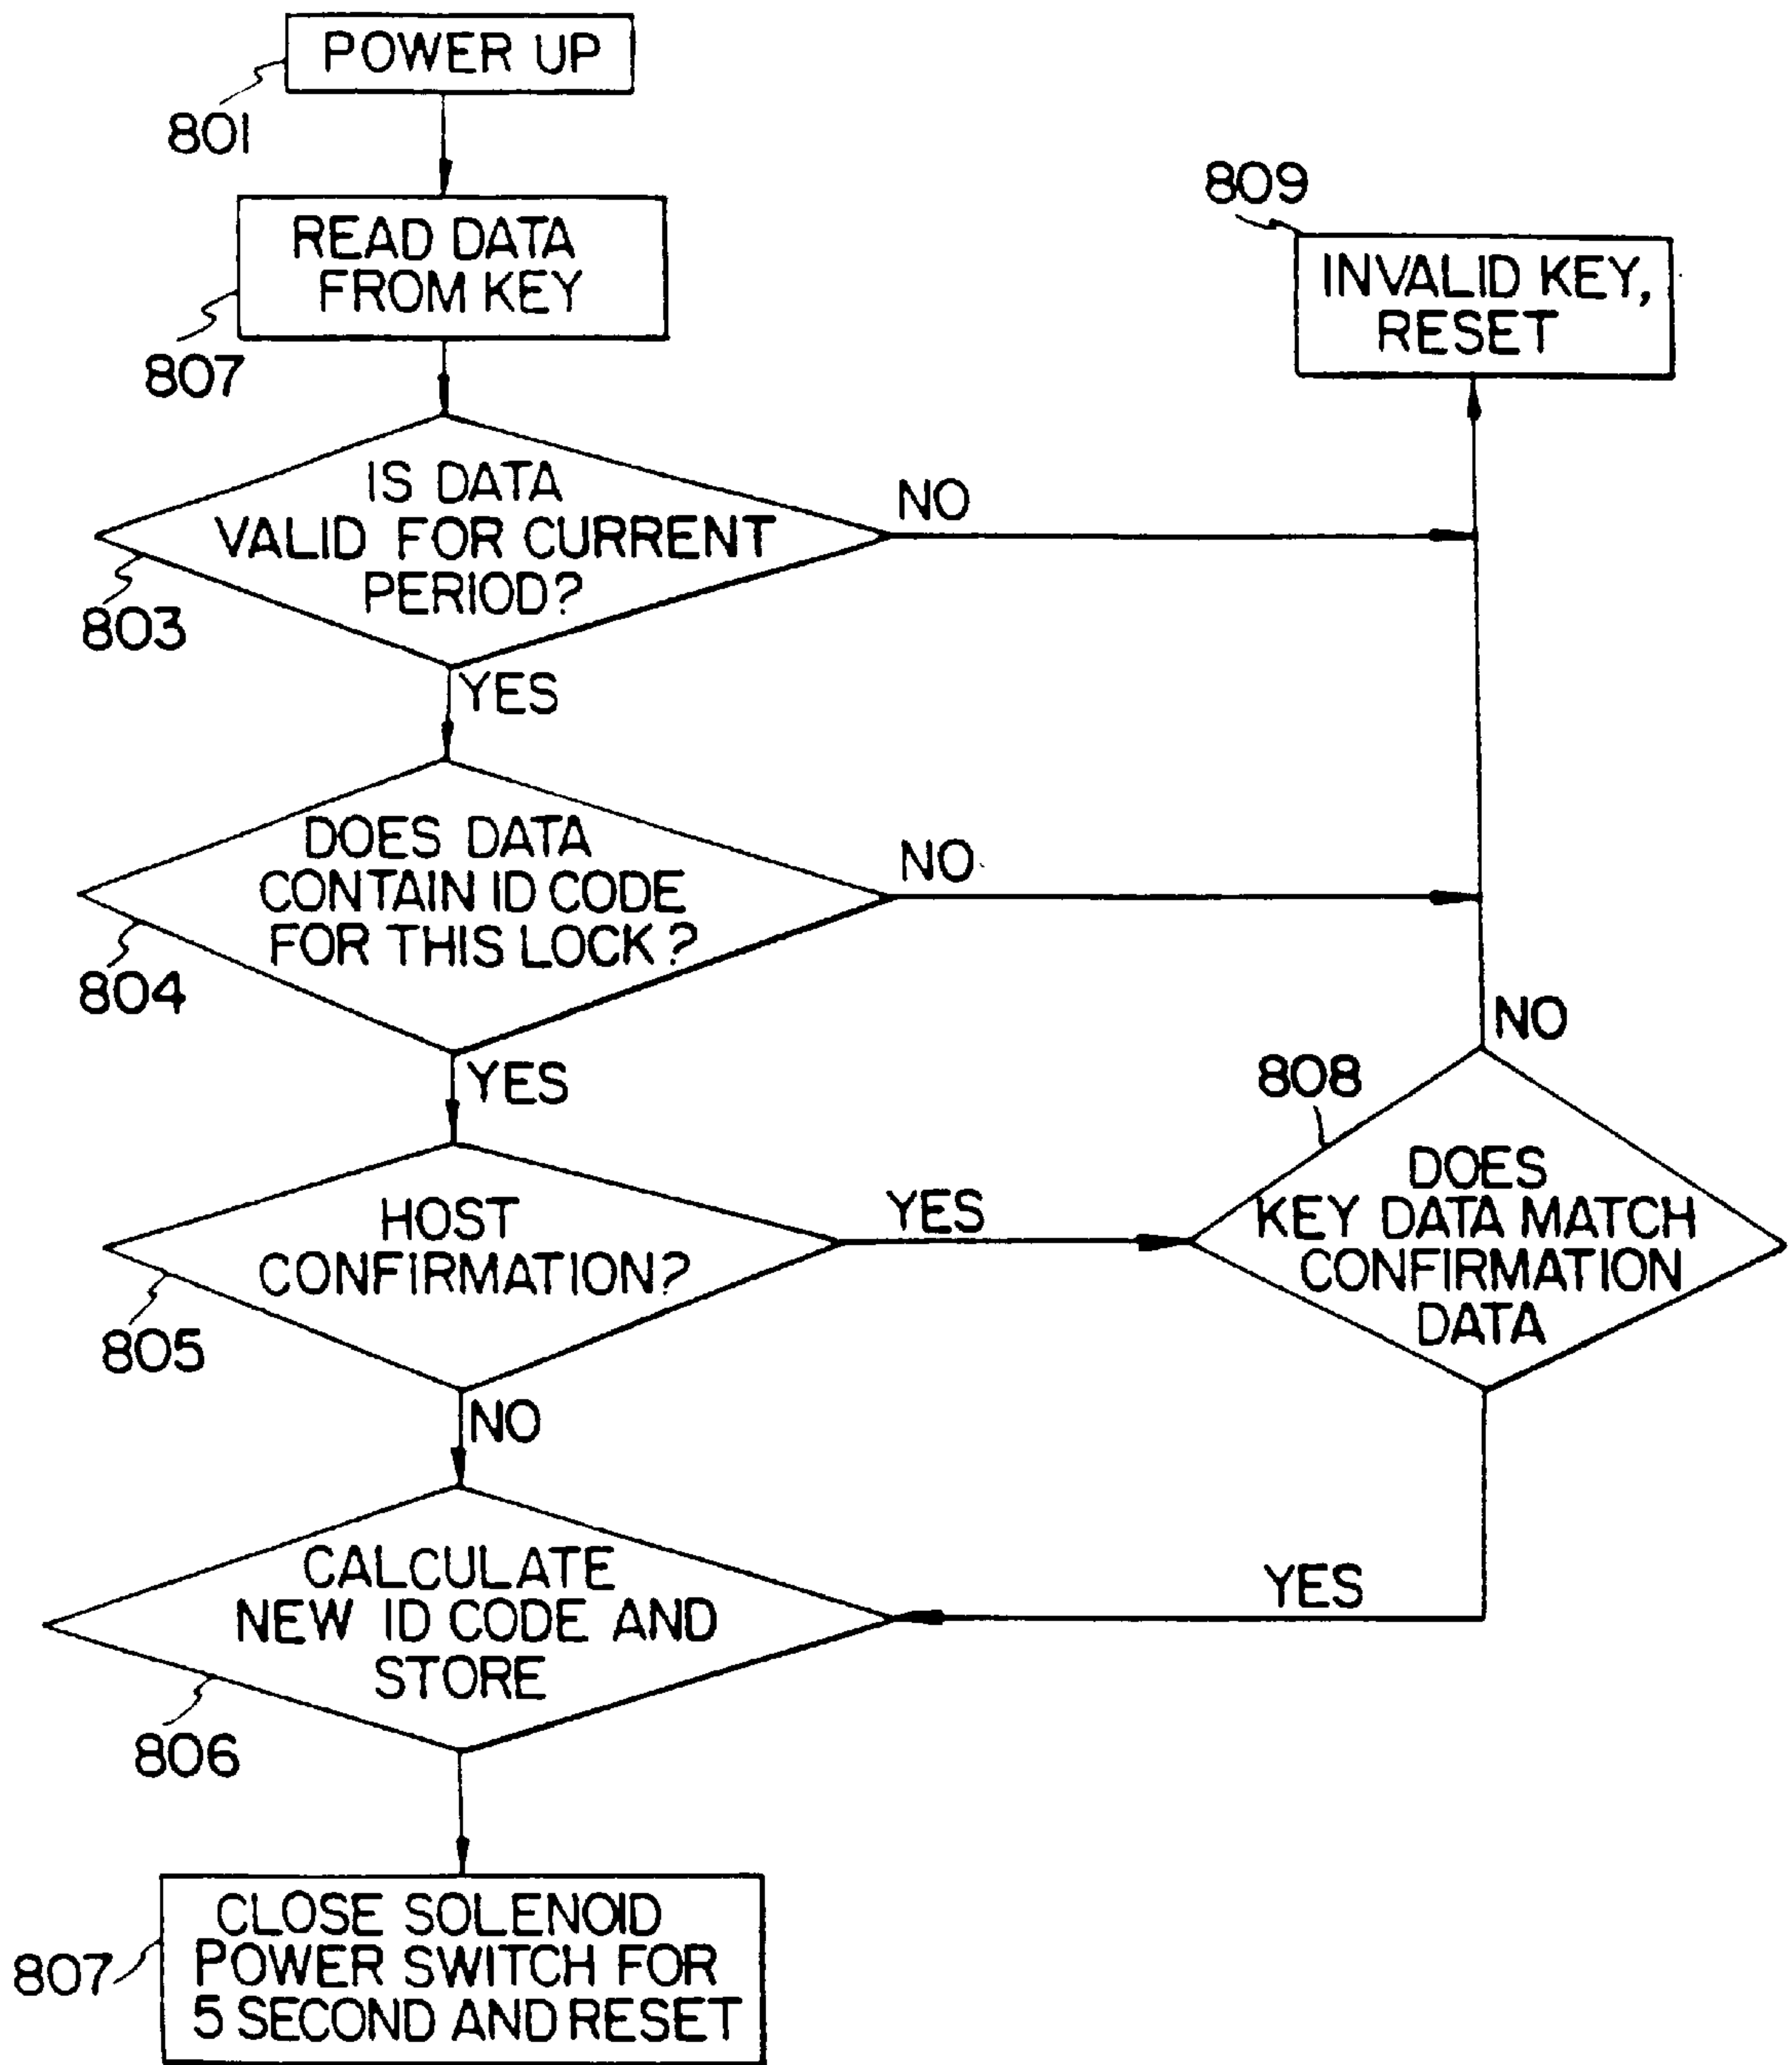 POWER UP
801
READ DATA
FROM KEY
807
809
INVALID KEY,
RESET
IS DATA
VALID FOR CURRENT
PERIOD?
803
NO
YES
DOES DATA
CONTAIN ID CODE
FOR THIS LOCK?
804
NO
YES
NO
808
DOES
KEY DATA MATCH
CONFIRMATION
DATA
HOST
CONFIRMATION?
805
YES
NO
CALCULATE
NEW ID CODE AND
STORE
806
YES
CLOSE SOLENOID
POWER SWITCH FOR
5 SECOND AND RESET
807